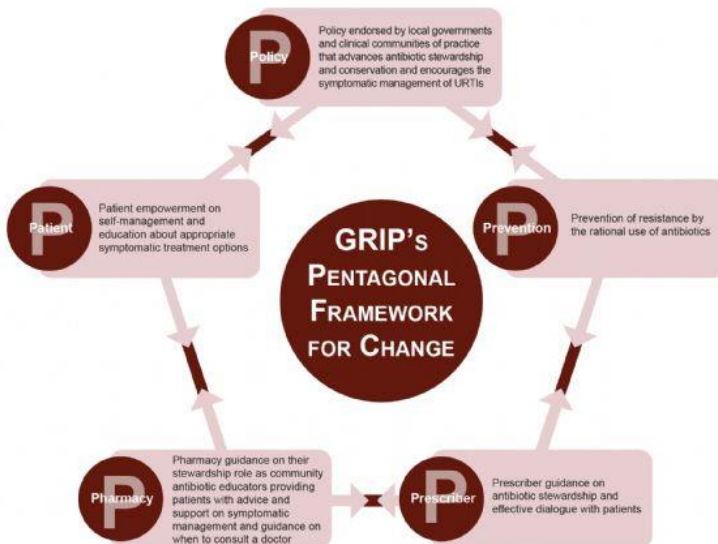 P
Policy
Policy endorsed by local governments
and clinical communities of practice
that advances antibiotic stewardship
and conservation and encourages the
symptomatic management of URTIs
P
Patient
Patient empowerment on
self-management and
education about appropriate
symptomatic treatment options
GRIP's
PENTAGONAL
FRAMEWORK
FOR CHANGE
P
Prevention
Prevention of resistance by
the rational use of antibiotics
P
Pharmacy
Pharmacy guidance on their
stewardship role as community
antibiotic educators providing
patients with advice and
support on symptomatic
management and guidance on
when to consult a doctor
P
Prescriber
Prescriber guidance on
antibiotic stewardship and
effective dialogue with patients